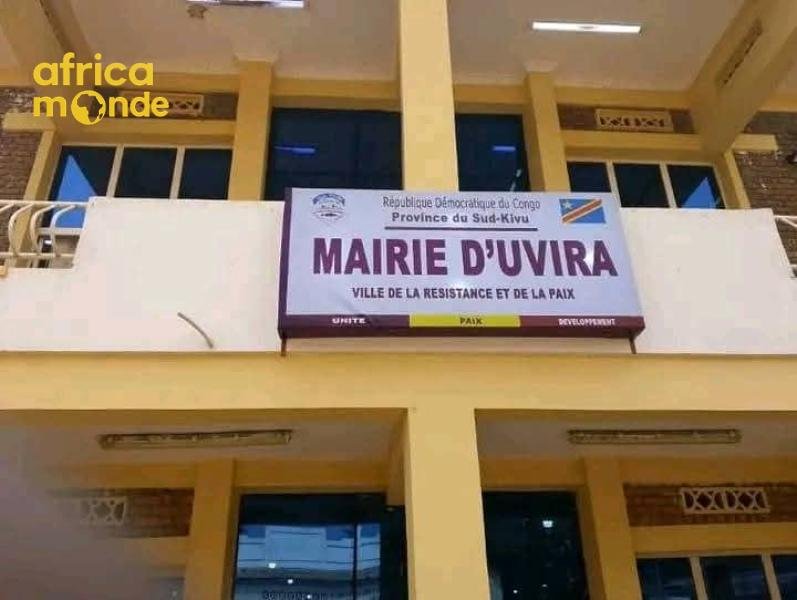 africa
monde
République Démocratique du Congo
Province du Sud-Kivu
MAIRIE D'UVIRA
VILLE DE LA RESISTANCE ET DE LA PAIX
UNITE PAIX DEVELOPPEMENT